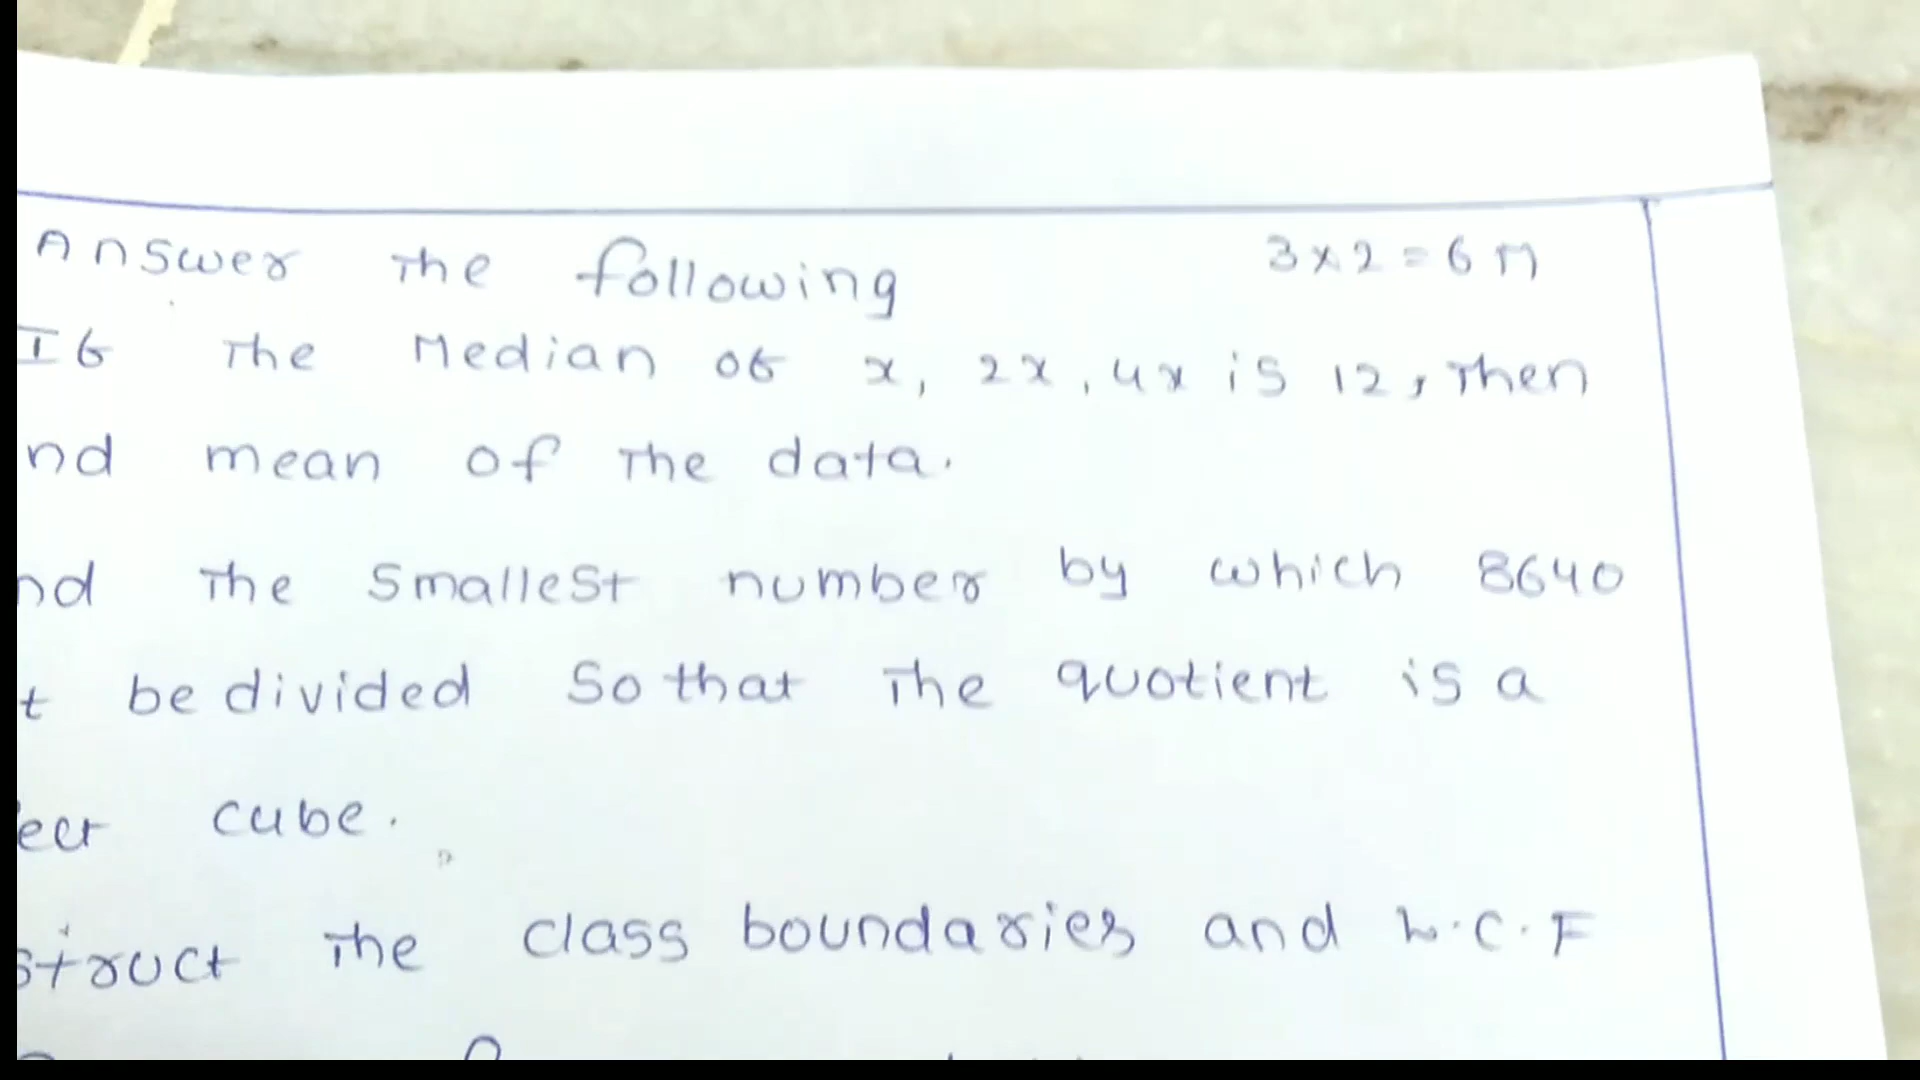 Answer The following 3x2=6M
If The Median of x, 2x, 4x is 12, Then
nd mean of The data.
nd The Smallest number by which 8640
t be divided So that The quotient is a
ect cube.
struct The class boundaries and L.C.F